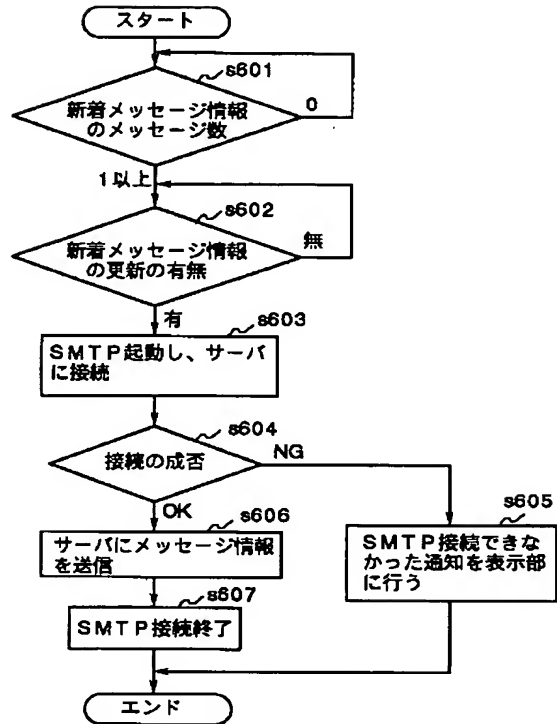 スタート
s601
新着メッセージ情報
のメッセージ数
0
1以上
s602
新着メッセージ情報
の更新の有無
無
有
s603
SMTP起動し、サーバ
に接続
s604
接続の成否
NG
OK
s606
サーバにメッセージ情報
を送信
s605
SMTP接続できな
かった通知を表示部
に行う
s607
SMTP接続終了
エンド